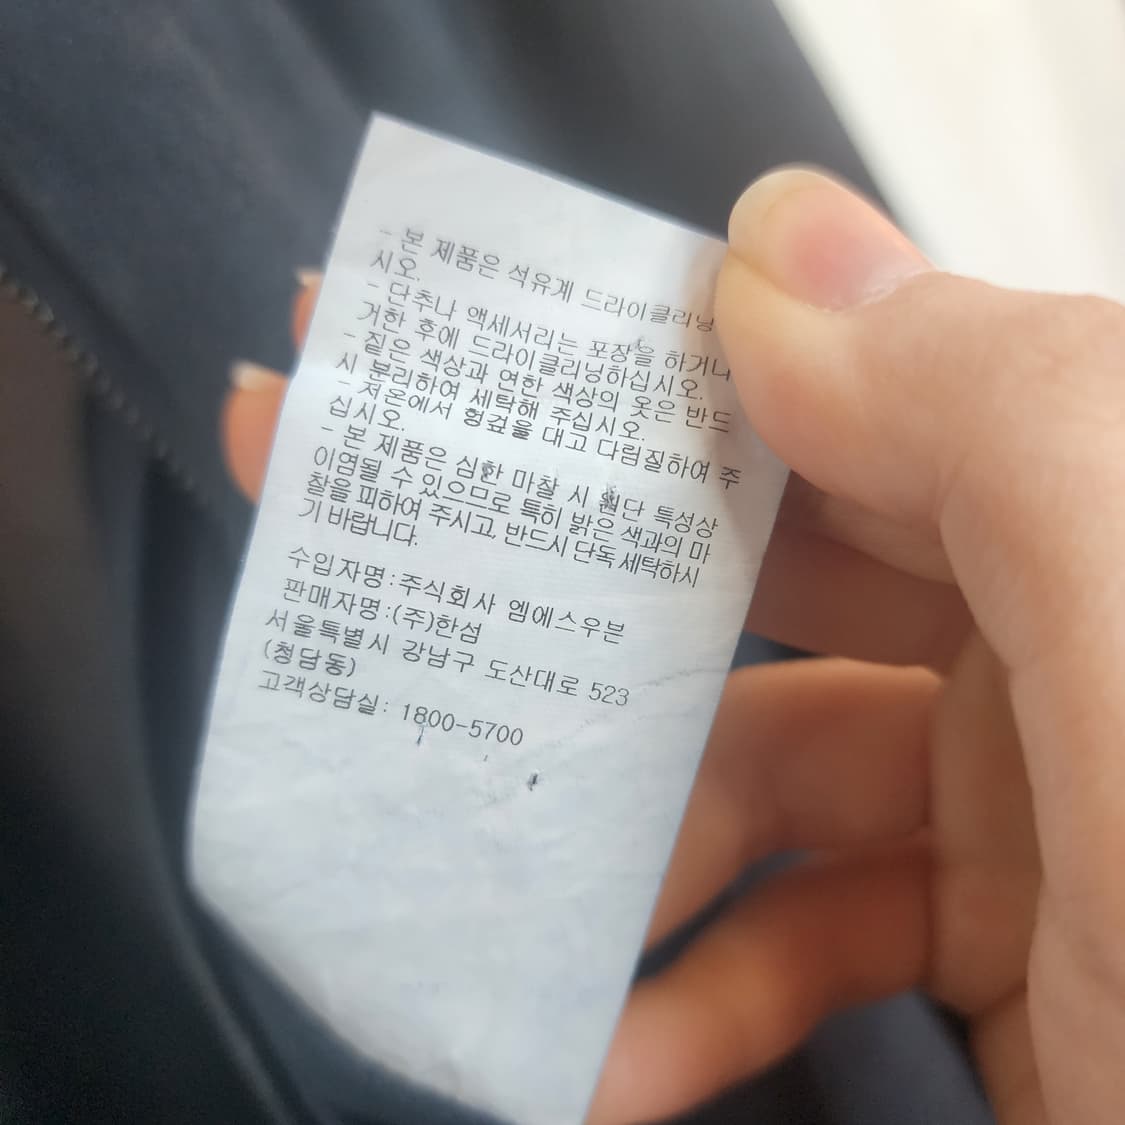 - 본 제품은 석유계 드라이클리닝
시오.
- 단추나 액세서리는 포장을 하거나
거한 후에 드라이클리닝하십시오.
- 짙은 색상과 연한 색상의 옷은 반드
시 분리하여 세탁해 주십시오.
- 저온에서 헝겊을 대고 다림질하여 주
십시오.
- 본 제품은 심한 마찰 시 원단 특성상
이염될 수 있으므로 특히 밝은 색과의 마
찰을 피하여 주시고, 반드시 단독 세탁하시
기 바랍니다.
수입자명:주식회사 엠에스우븐
판매자명:(주)한섬
서울특별시 강남구 도산대로 523
(청담동)
고객상담실: 1800-5700